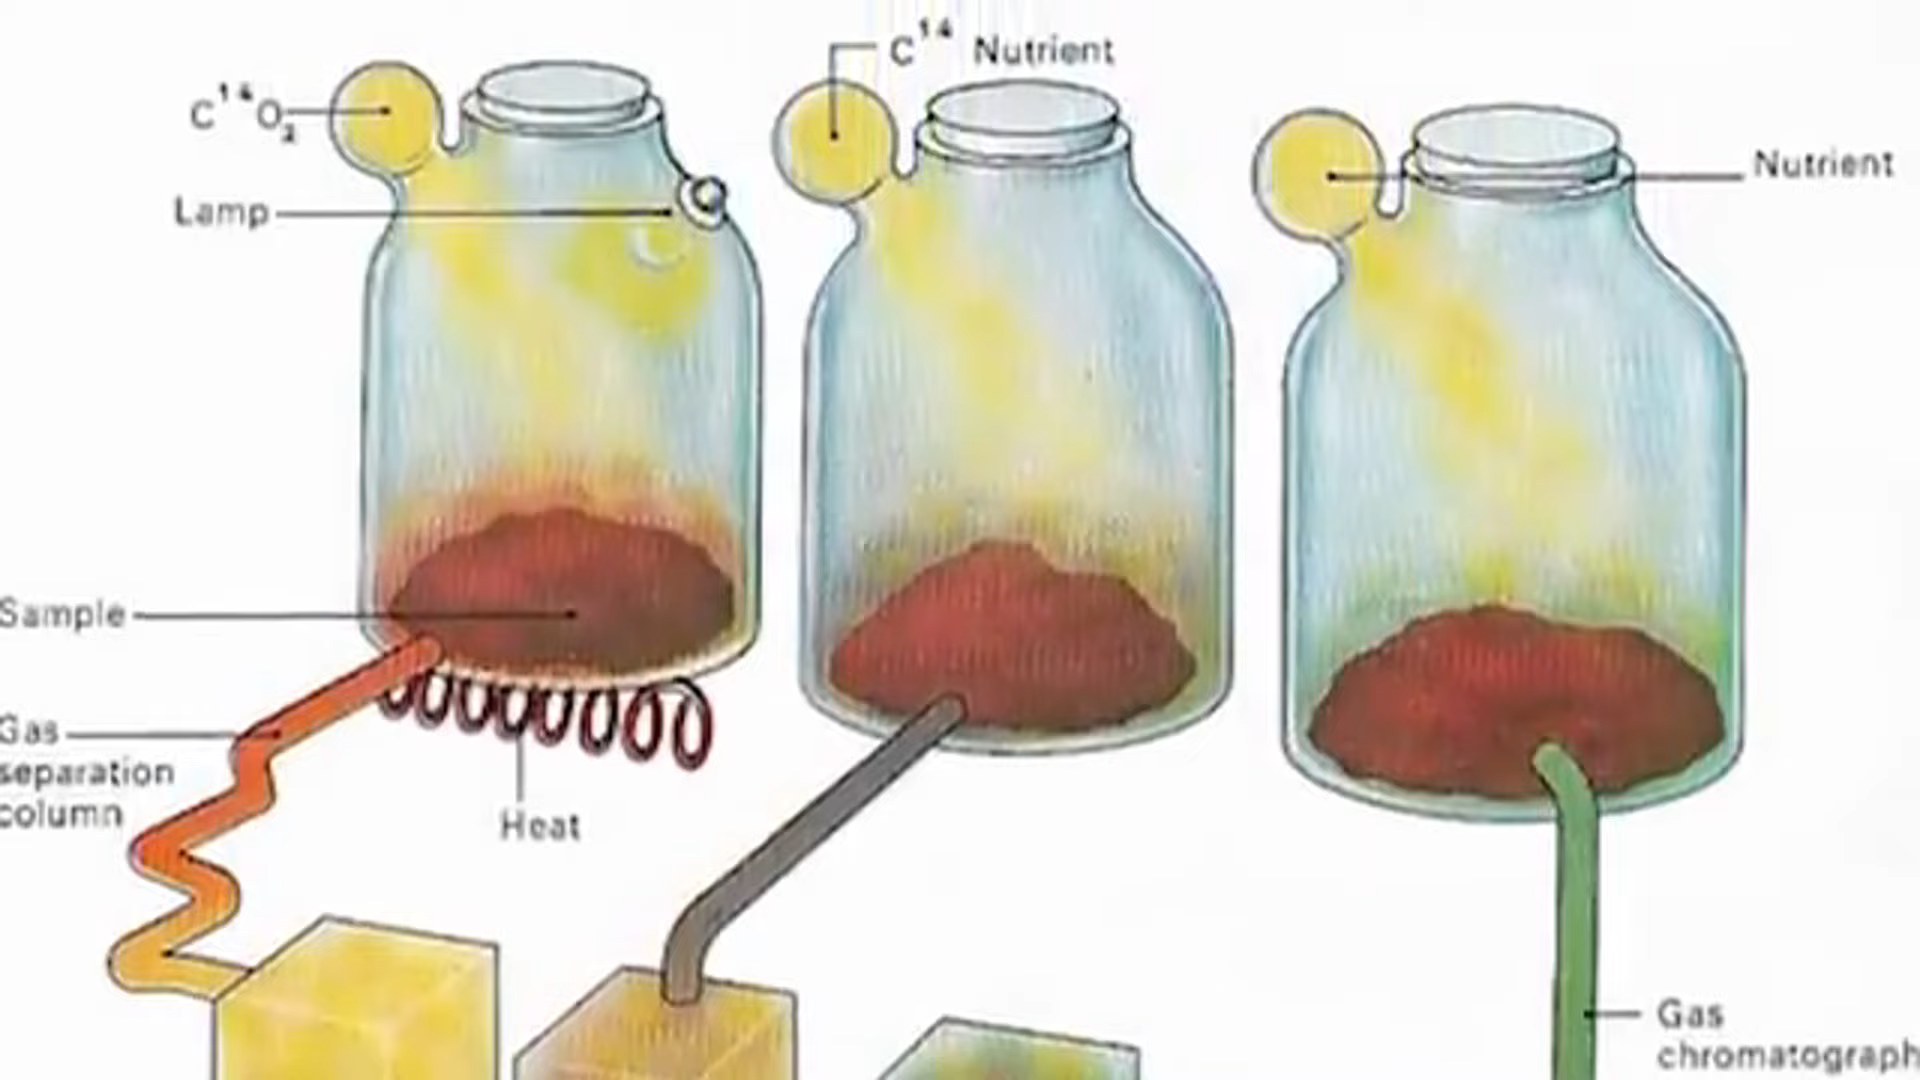 C¹⁴ Nutrient
C¹⁴O₂
Nutrient
Lamp
Sample
Gas
separation
column
Heat
Gas
chromatograph